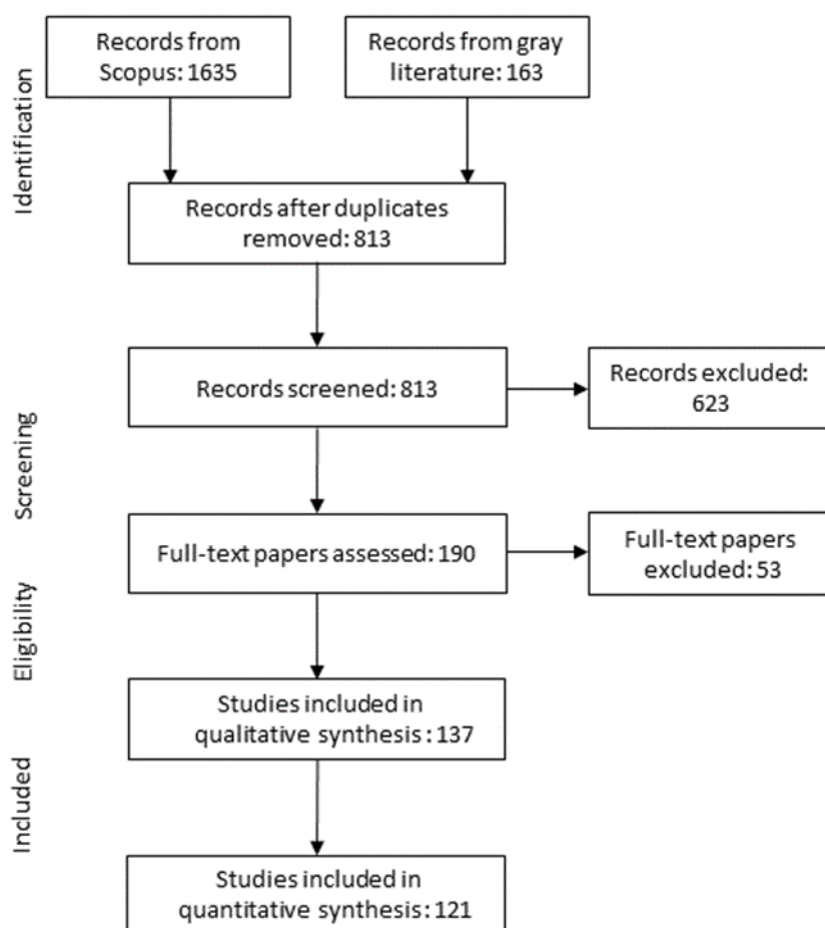 Records from
Scopus: 1635
Records from gray
literature: 163
Identification
Records after duplicates
removed: 813
Records screened: 813
Records excluded:
623
Screening
Full-text papers assessed: 190
Full-text papers
excluded: 53
Eligibility
Studies included in
qualitative synthesis: 137
Included
Studies included in
quantitative synthesis: 121